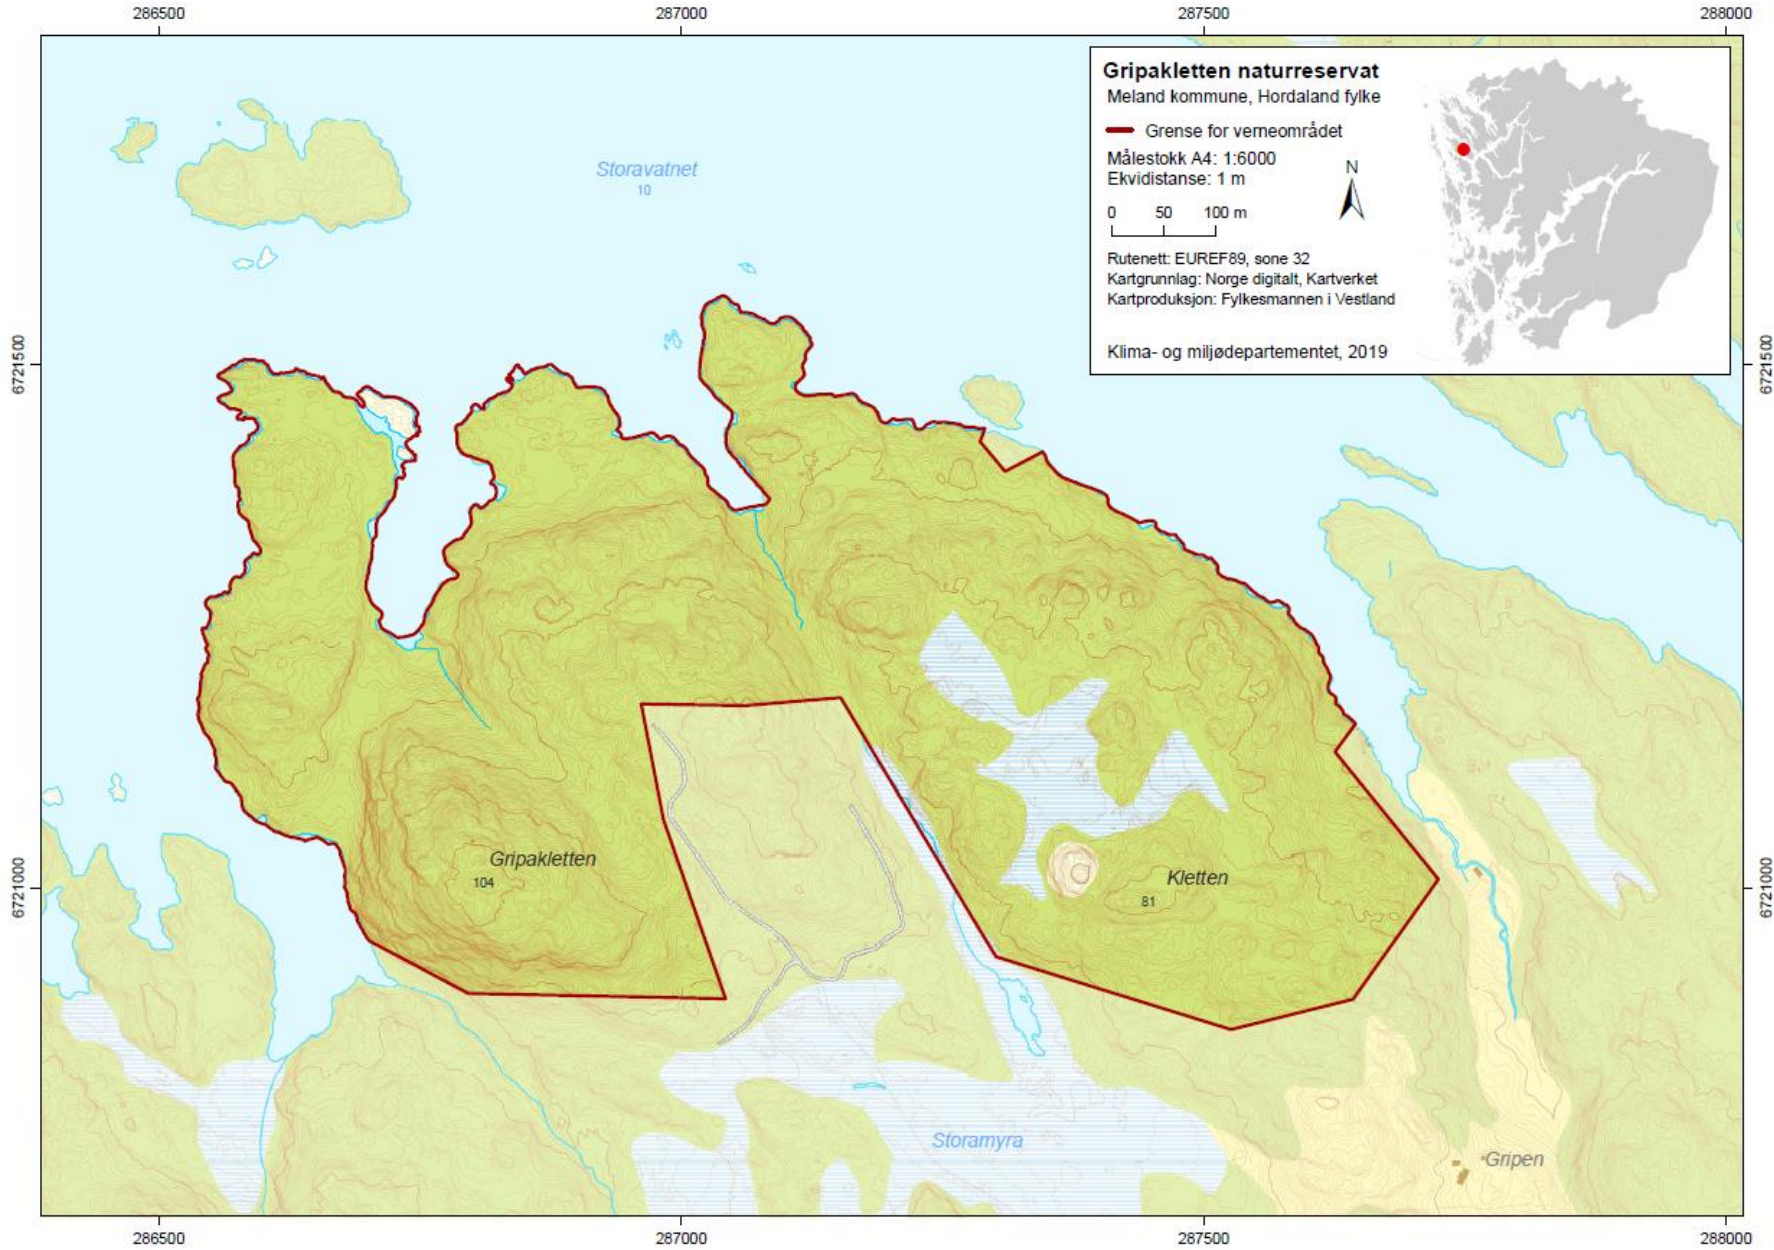 286500 287000 287500 288000
Gripakletten naturreservat
Meland kommune, Hordaland fylke
Grense for verneområdet
Målestokk A4: 1:6000
Ekvidistanse: 1 m
N
0 50 100 m
Rutenett: EUREF89, sone 32
Kartgrunnlag: Norge digitalt, Kartverket
Kartproduksjon: Fylkesmannen i Vestland
Klima- og miljødepartementet, 2019
Storavatnet
10
6721500 6721500
Gripakletten
104
Kletten
81
6721000 6721000
Storamyra
Gripen
286500 287000 287500 288000